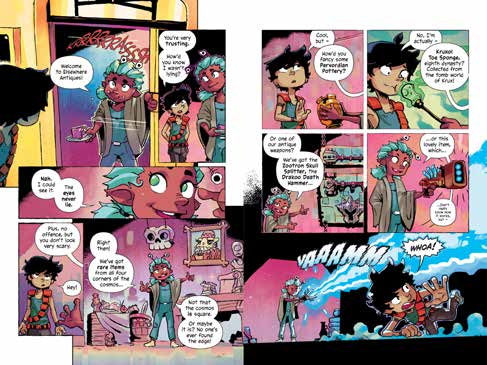 RRRRRRASSSS!
Welcome
to Elsewhere
Antiques!
You're very
trusting.
How'd
you know
I wasn't
lying?
Nah,
I could
see it.
The
eyes
never
lie.
Plus, no
offence, but
you don't look
very scary.
Hey!
Right
then!
We've got
rare items
from all four
corners of the
cosmos...
Not that
the cosmos
is square.
Or maybe
it is? No one's
ever found
the edge!
Cool,
but –
How'd you
fancy some
Parvordian
Pottery?
No, I'm
actually –
Kruxol
Toe Sponge,
eighth dynasty?
Collected from
the tomb world
of Krux!
Or one of
our antique
weapons?
We've got the
Zootron Skull
Splitter, the
Drakoo Death
Hammer...
...or this
lovely item,
which...
...Don't
really
know how
it works,
but –
VAAAMM
WHOA!